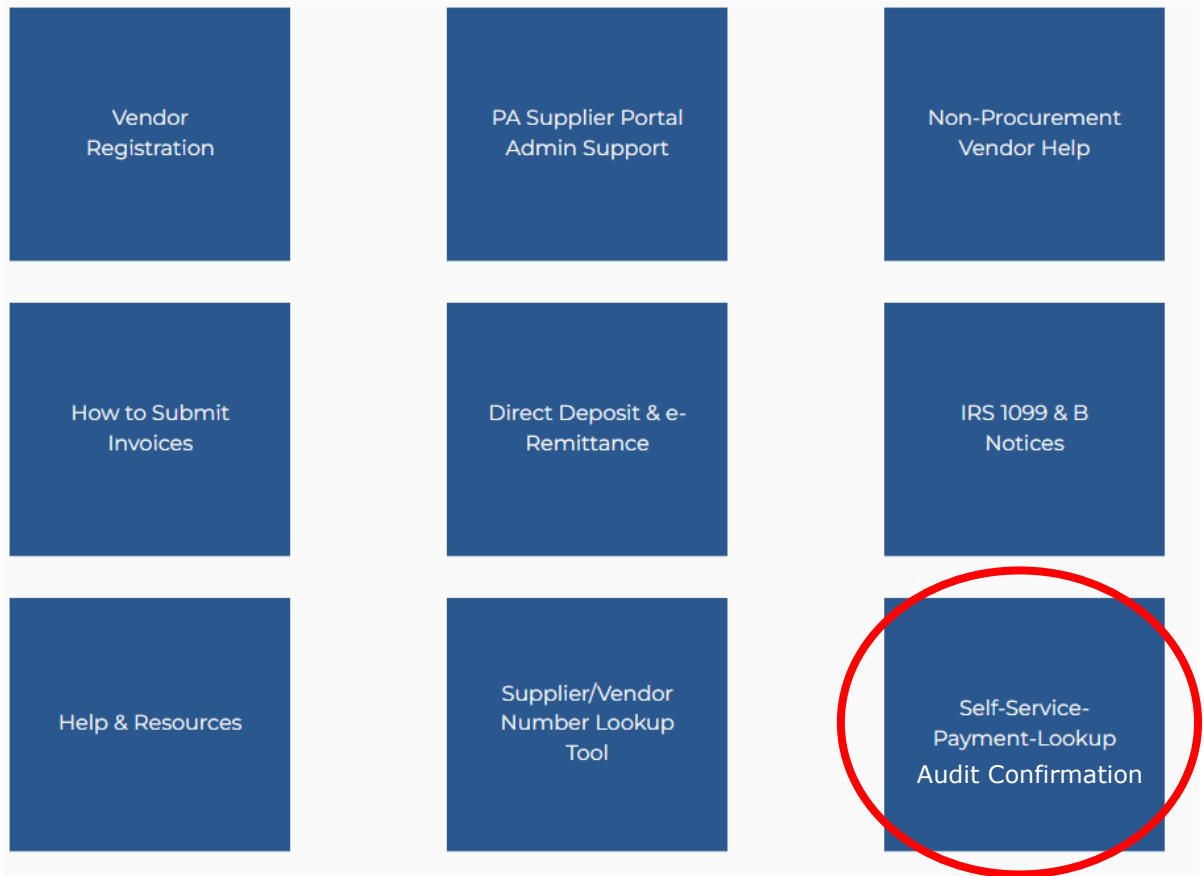 Vendor
Registration
PA Supplier Portal
Admin Support
Non-Procurement
Vendor Help
How to Submit
Invoices
Direct Deposit & e-
Remittance
IRS 1099 & B
Notices
Help & Resources
Supplier/Vendor
Number Lookup
Tool
Self-Service-
Payment-Lookup
Audit Confirmation